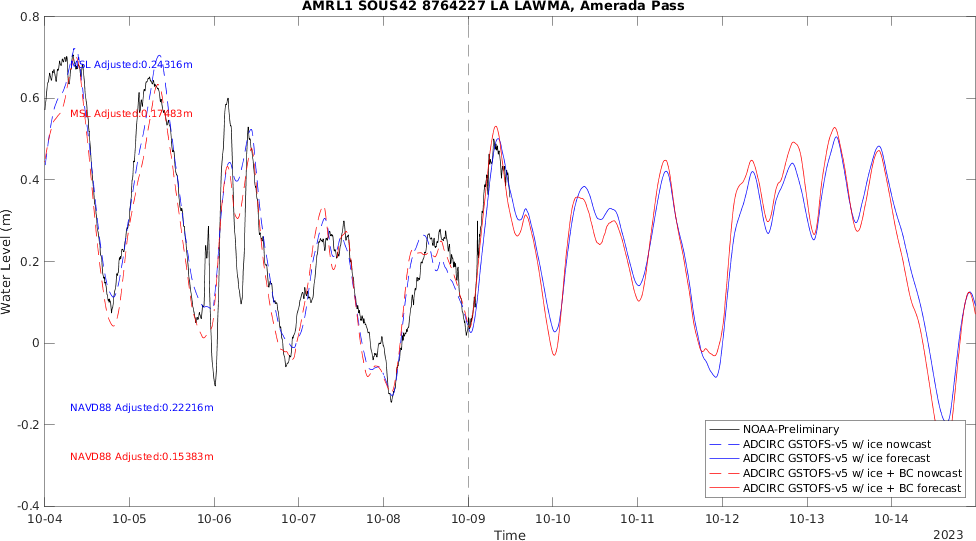 AMRL1 SOUS42 8764227 LA LAWMA, Amerada Pass
0.8
0.6
0.4
0.2
0
-0.2
-0.4
Water Level (m)
MSL Adjusted:0.24316m
MSL Adjusted:0.17483m
NAVD88 Adjusted:0.22216m
NAVD88 Adjusted:0.15383m
NOAA-Preliminary
ADCIRC GSTOFS-v5 w/ ice nowcast
ADCIRC GSTOFS-v5 w/ ice forecast
ADCIRC GSTOFS-v5 w/ ice + BC nowcast
ADCIRC GSTOFS-v5 w/ ice + BC forecast
10-04 10-05 10-06 10-07 10-08 10-09 10-10 10-11 10-12 10-13 10-14
Time
2023